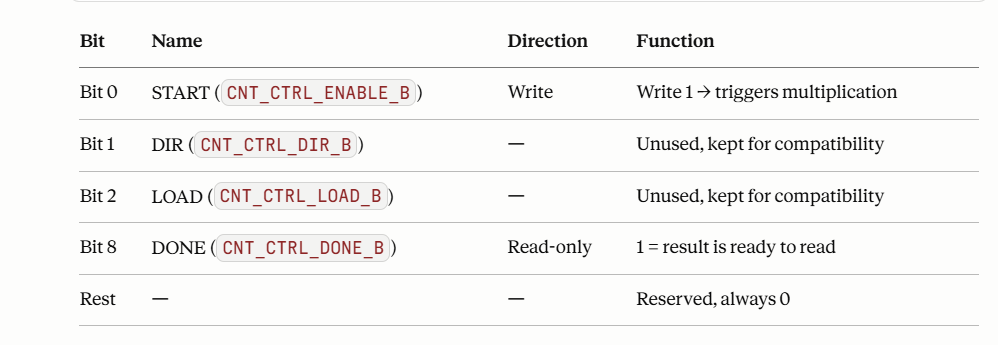 Bit Name Direction Function
Bit 0 START (CNT_CTRL_ENABLE_B) Write Write 1 → triggers multiplication
Bit 1 DIR (CNT_CTRL_DIR_B) — Unused, kept for compatibility
Bit 2 LOAD (CNT_CTRL_LOAD_B) — Unused, kept for compatibility
Bit 8 DONE (CNT_CTRL_DONE_B) Read-only 1 = result is ready to read
Rest — — Reserved, always 0